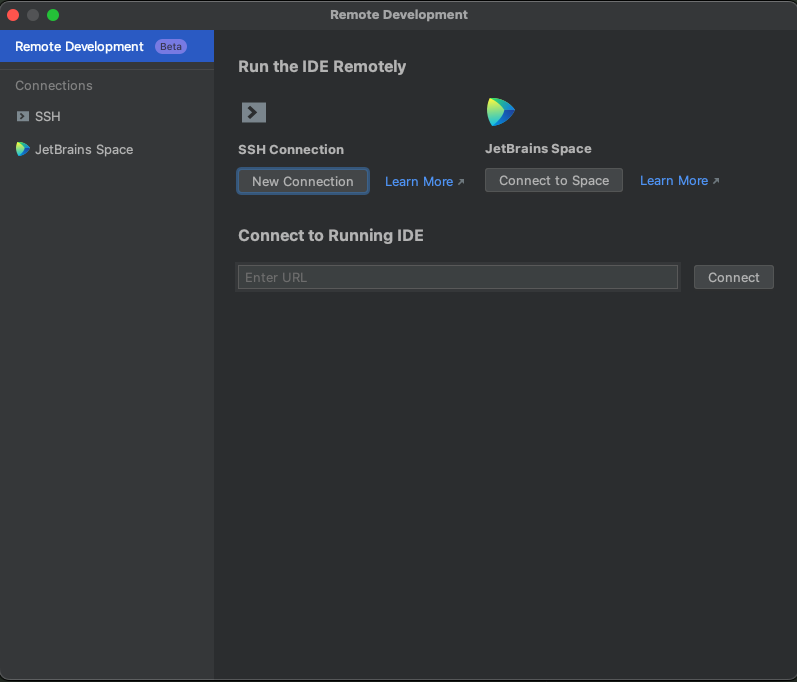 Remote Development
Remote Development Beta
Connections
SSH
JetBrains Space
Run the IDE Remotely
SSH Connection
JetBrains Space
New Connection Learn More ↗
Connect to Space Learn More ↗
Connect to Running IDE
Enter URL
Connect